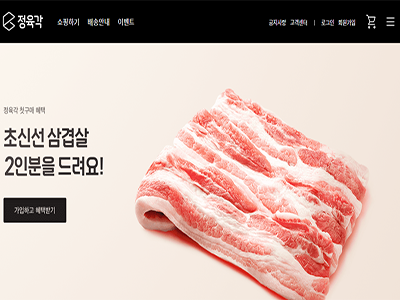 정육각 쇼핑하기 배송안내 이벤트 공지사항 고객센터 | 로그인 회원가입
정육각 첫구매 혜택
초신선 삼겹살
2인분을 드려요!
가입하고 혜택받기